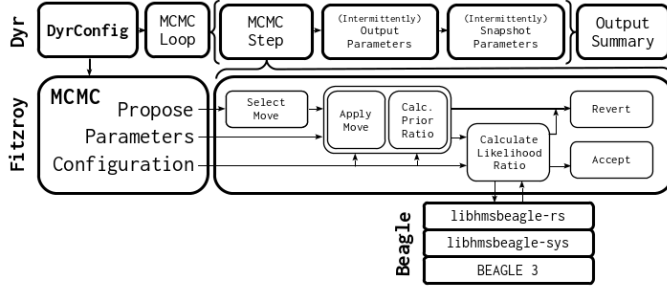 Dyr
DyrConfig
MCMC
Loop
MCMC
Step
(Intermittently)
Output
Parameters
(Intermittently)
Snapshot
Parameters
Output
Summary
Fitzroy
MCMC
Propose
Parameters
Configuration
Select
Move
Apply
Move
Calc.
Prior
Ratio
Calculate
Likelihood
Ratio
Revert
Accept
Beagle
libhmsbeagle-rs
libhmsbeagle-sys
BEAGLE 3